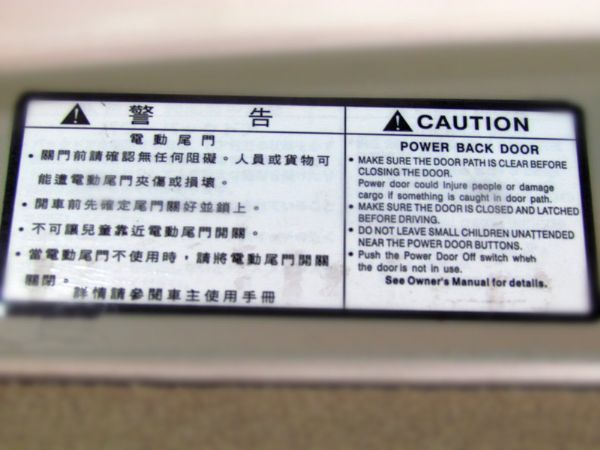 警 告
電動尾門
• 關門前請確認無任何阻礙。人員或貨物可
能遭電動尾門夾傷或損壞。
• 開車前先確定尾門關好並鎖上。
• 不可讓兒童靠近電動尾門開關。
• 當電動尾門不使用時，請將電動尾門開關
關閉。
詳情請參閱車主使用手冊
CAUTION
POWER BACK DOOR
• MAKE SURE THE DOOR PATH IS CLEAR BEFORE
CLOSING THE DOOR.
Power door could Injure people or damage
cargo if something is caught in door path.
• MAKE SURE THE DOOR IS CLOSED AND LATCHED
BEFORE DRIVING.
• DO NOT LEAVE SMALL CHILDREN UNATTENDED
NEAR THE POWER DOOR BUTTONS.
• Push the Power Door Off switch wheh
the door is not in use.
See Owner's Manual for details.